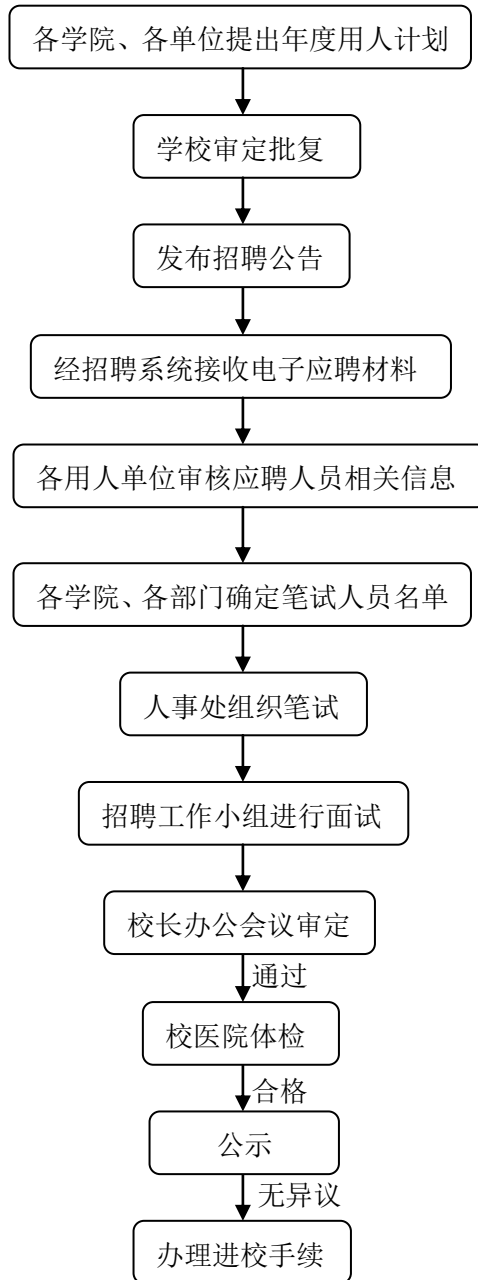 各学院、各单位提出年度用人计划
学校审定批复
发布招聘公告
经招聘系统接收电子应聘材料
各用人单位审核应聘人员相关信息
各学院、各部门确定笔试人员名单
人事处组织笔试
招聘工作小组进行面试
校长办公会议审定
通过
校医院体检
合格
公示
无异议
办理进校手续